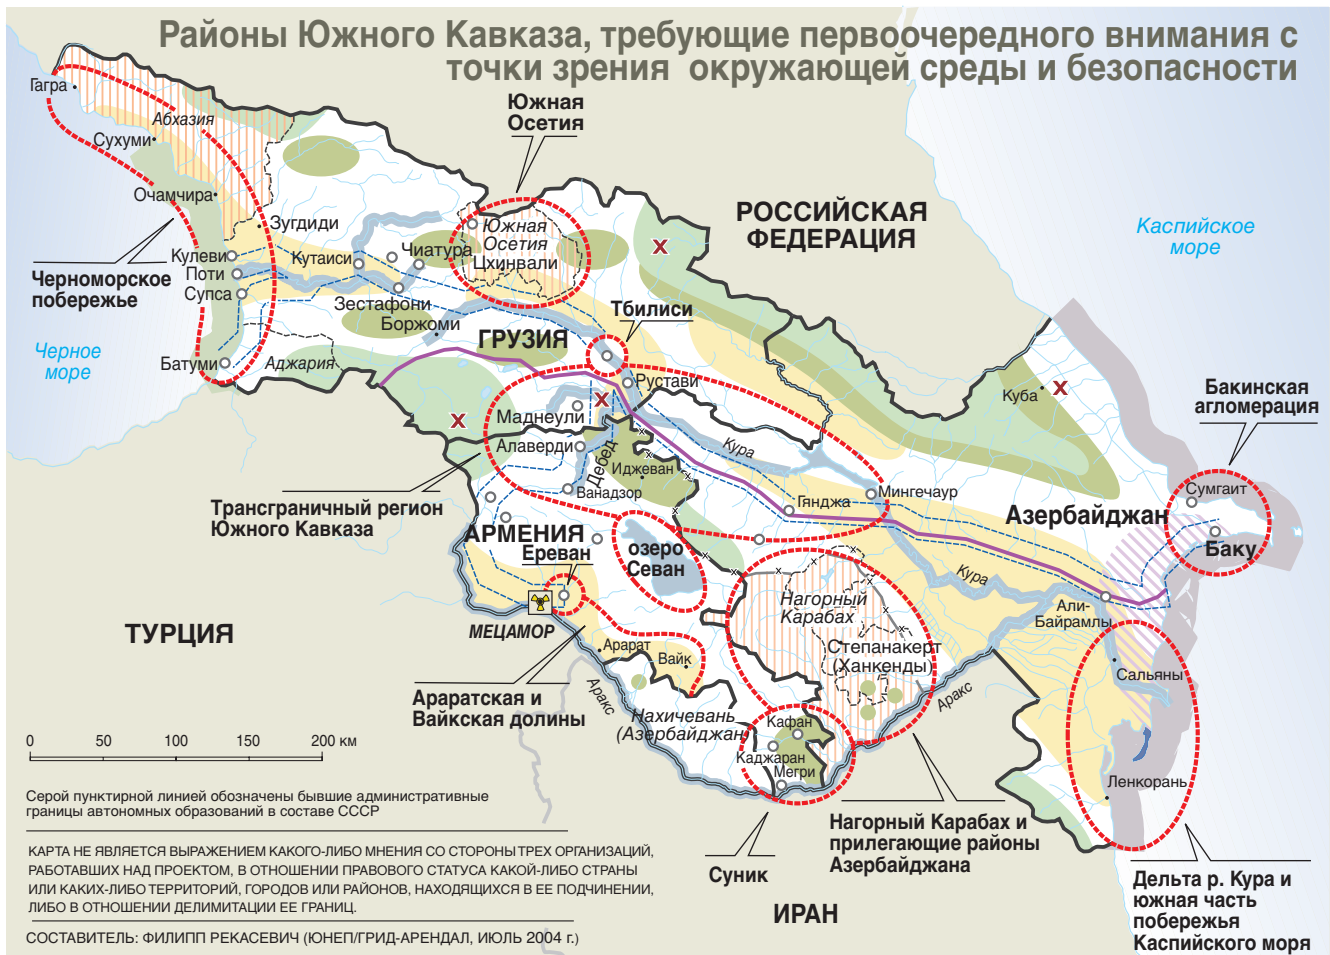 Районы Южного Кавказа, требующие первоочередного внимания с
точки зрения окружающей среды и безопасности
Гагра
Абхазия
Сухуми
Очамчира
Зугдиди
Кулеви
Поти
Супса
Батуми
Аджария
Кутаиси
Чиатура
Зестафони
Боржоми
Черноморское
побережье
Черное
море
Южная
Осетия
Южная
Осетия
Цхинвали
X
РОССИЙСКАЯ
ФЕДЕРАЦИЯ
Каспийское
море
ГРУЗИЯ
Тбилиси
Рустави
Маднеули
X
X
Алаверди
Дебед
Иджеван
Ванадзор
Кура
Гянджа
Мингечаур
Куба
X
Бакинская
агломерация
Сумгаит
Баку
Азербайджан
Трансграничный регион
Южного Кавказа
АРМЕНИЯ
Ереван
озеро
Севан
x
x
x
x
x
x
x
x
МЕЦАМОР
ТУРЦИЯ
Арарат
Вайк
Араратская и
Вайкская долины
Аракс
Нахичевань
(Азербайджан)
Нагорный
Карабах
Степанакерт
(Ханкенды)
Аракс
Кура
Али-
Байрамлы
Сальяны
Ленкорань
Кафан
Каджаран
Мегри
Суник
Нагорный Карабах и
прилегающие районы
Азербайджана
ИРАН
Дельта р. Кура и
южная часть
побережья
Каспийского моря
0 50 100 150 200 км
Серой пунктирной линией обозначены бывшие административные
границы автономных образований в составе СССР
КАРТА НЕ ЯВЛЯЕТСЯ ВЫРАЖЕНИЕМ КАКОГО-ЛИБО МНЕНИЯ СО СТОРОНЫ ТРЕХ ОРГАНИЗАЦИЙ,
РАБОТАВШИХ НАД ПРОЕКТОМ, В ОТНОШЕНИИ ПРАВОВОГО СТАТУСА КАКОЙ-ЛИБО СТРАНЫ
ИЛИ КАКИХ-ЛИБО ТЕРРИТОРИЙ, ГОРОДОВ ИЛИ РАЙОНОВ, НАХОДЯЩИХСЯ В ЕЕ ПОДЧИНЕНИИ,
ЛИБО В ОТНОШЕНИИ ДЕЛИМИТАЦИИ ЕЕ ГРАНИЦ.
СОСТАВИТЕЛЬ: ФИЛИПП РЕКАСЕВИЧ (ЮНЕП/ГРИД-АРЕНДАЛ, ИЮЛЬ 2004 г.)